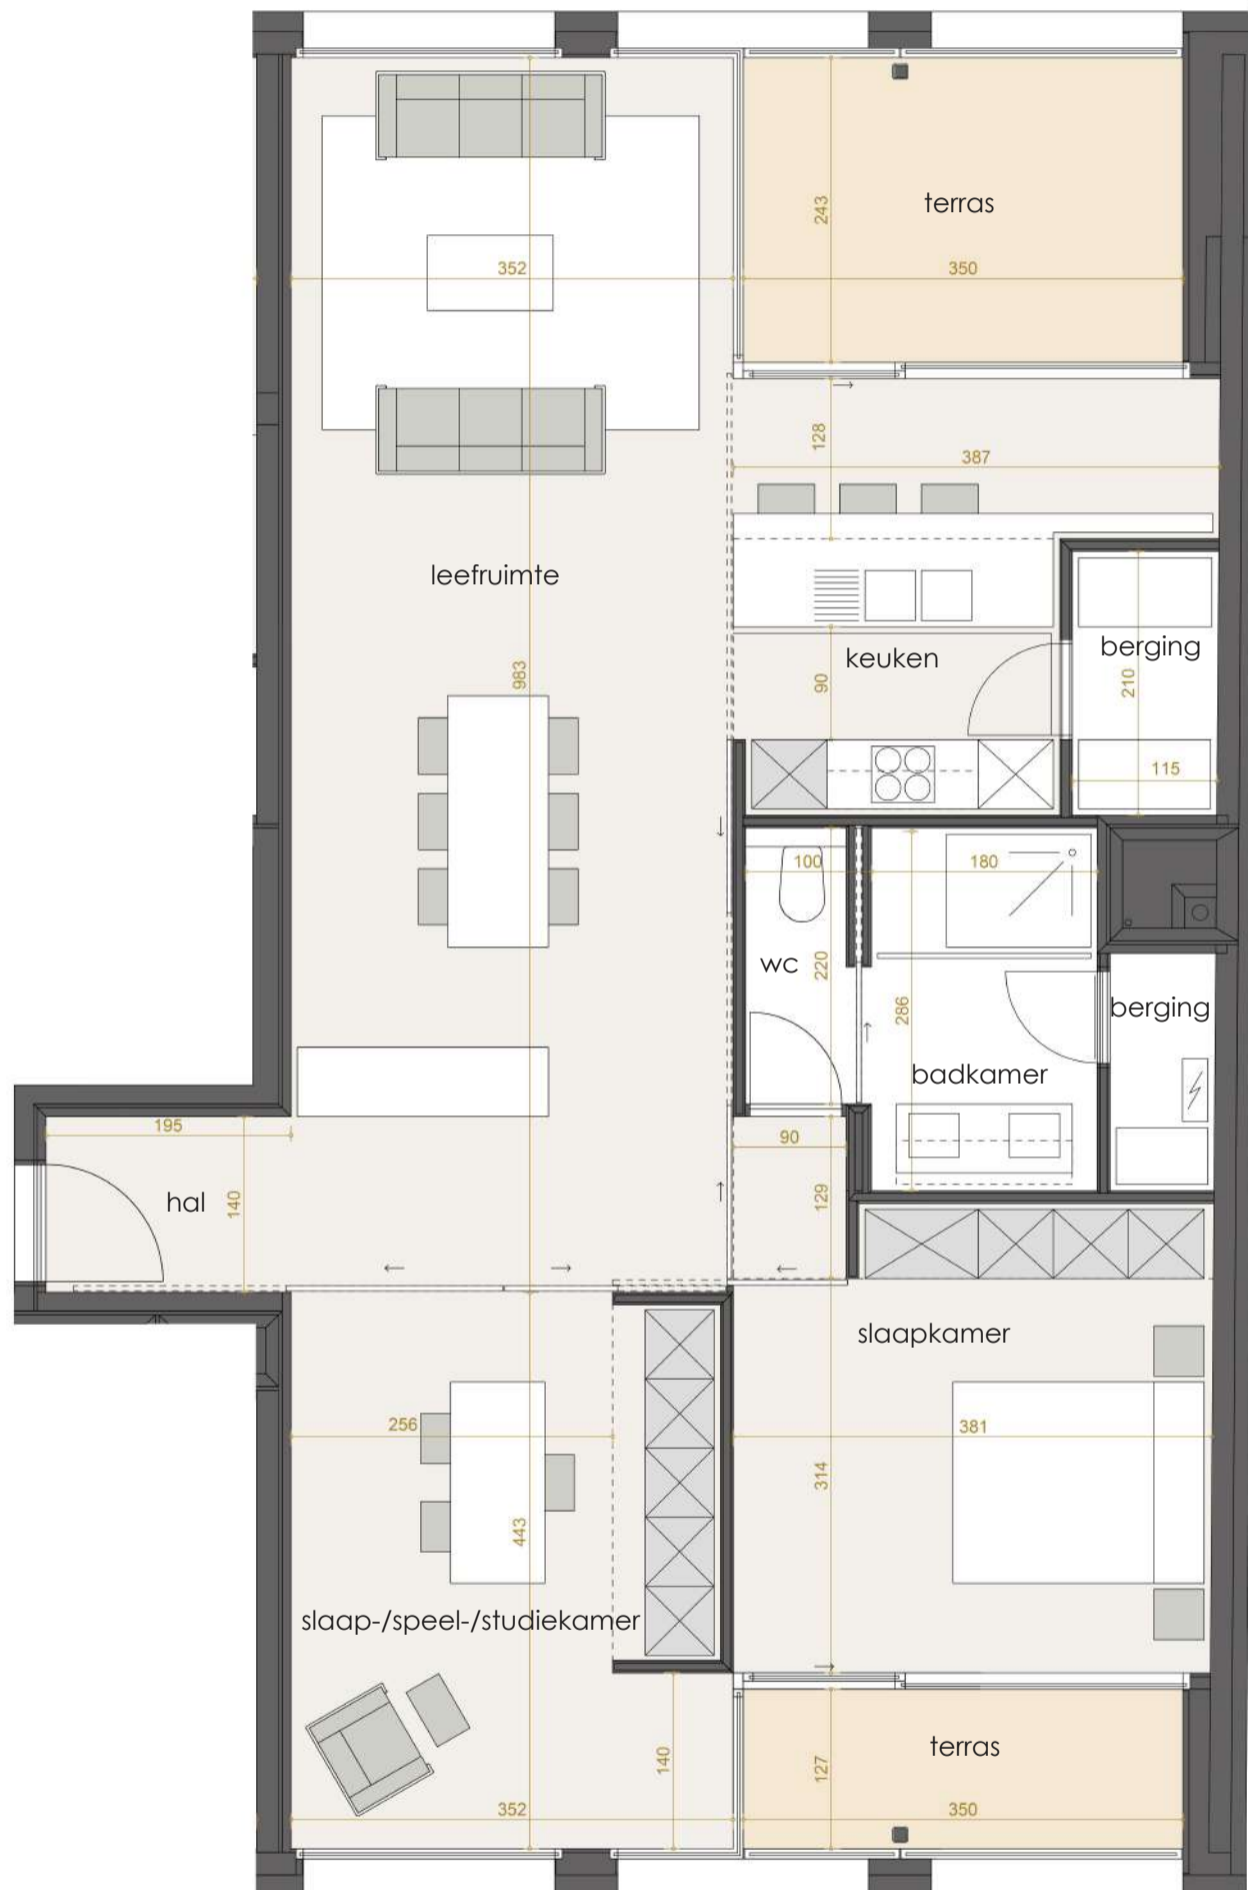 terras
243
352
350
128
387
leefruimte
keuken
berging
983
90
210
115
100
180
wc
220
286
berging
badkamer
195
90
hal
140
129
slaapkamer
256
381
314
443
slaap-/speel-/studiekamer
terras
140
127
352
350